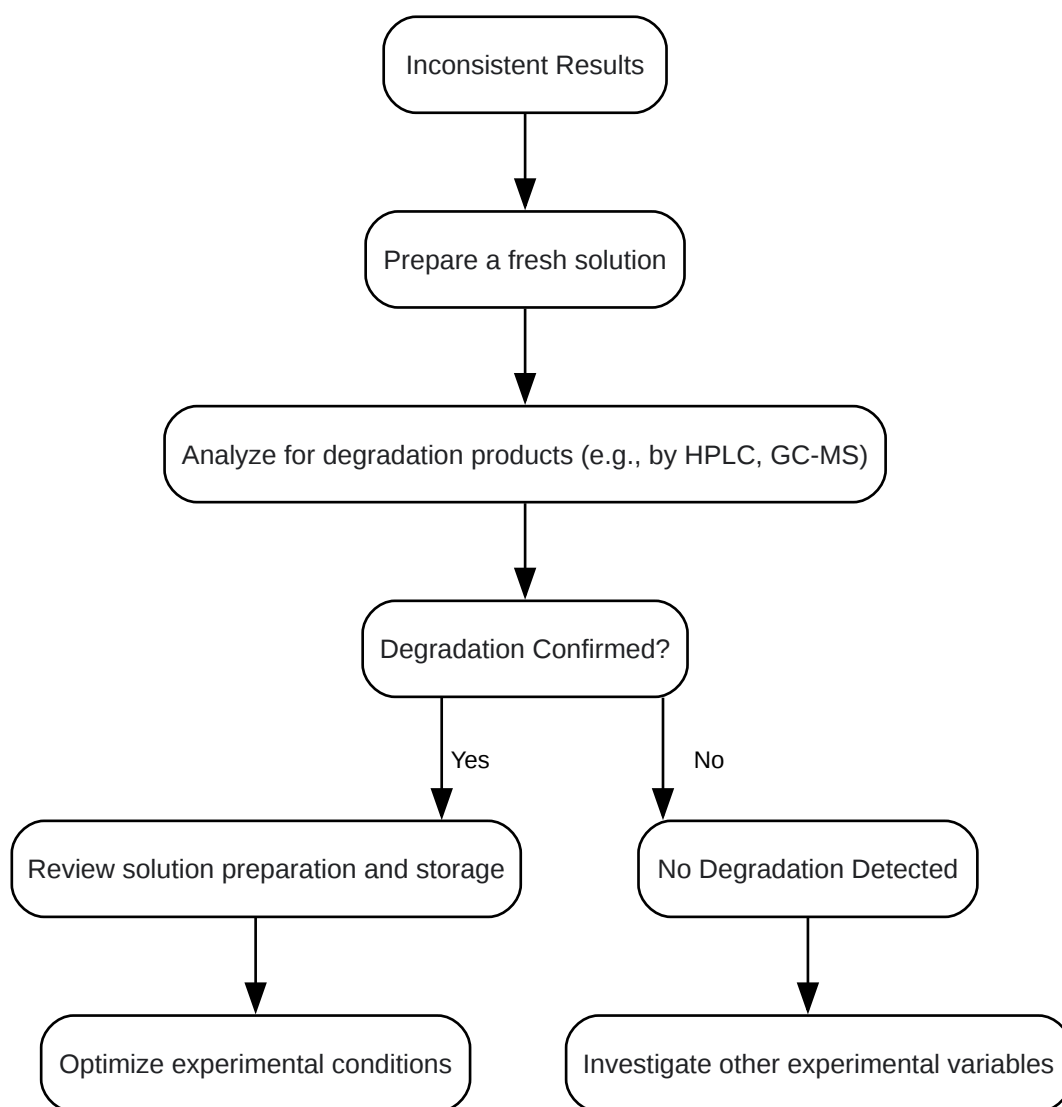 Inconsistent Results
Prepare a fresh solution
Analyze for degradation products (e.g., by HPLC, GC-MS)
Degradation Confirmed?
Yes
No
Review solution preparation and storage
No Degradation Detected
Optimize experimental conditions
Investigate other experimental variables